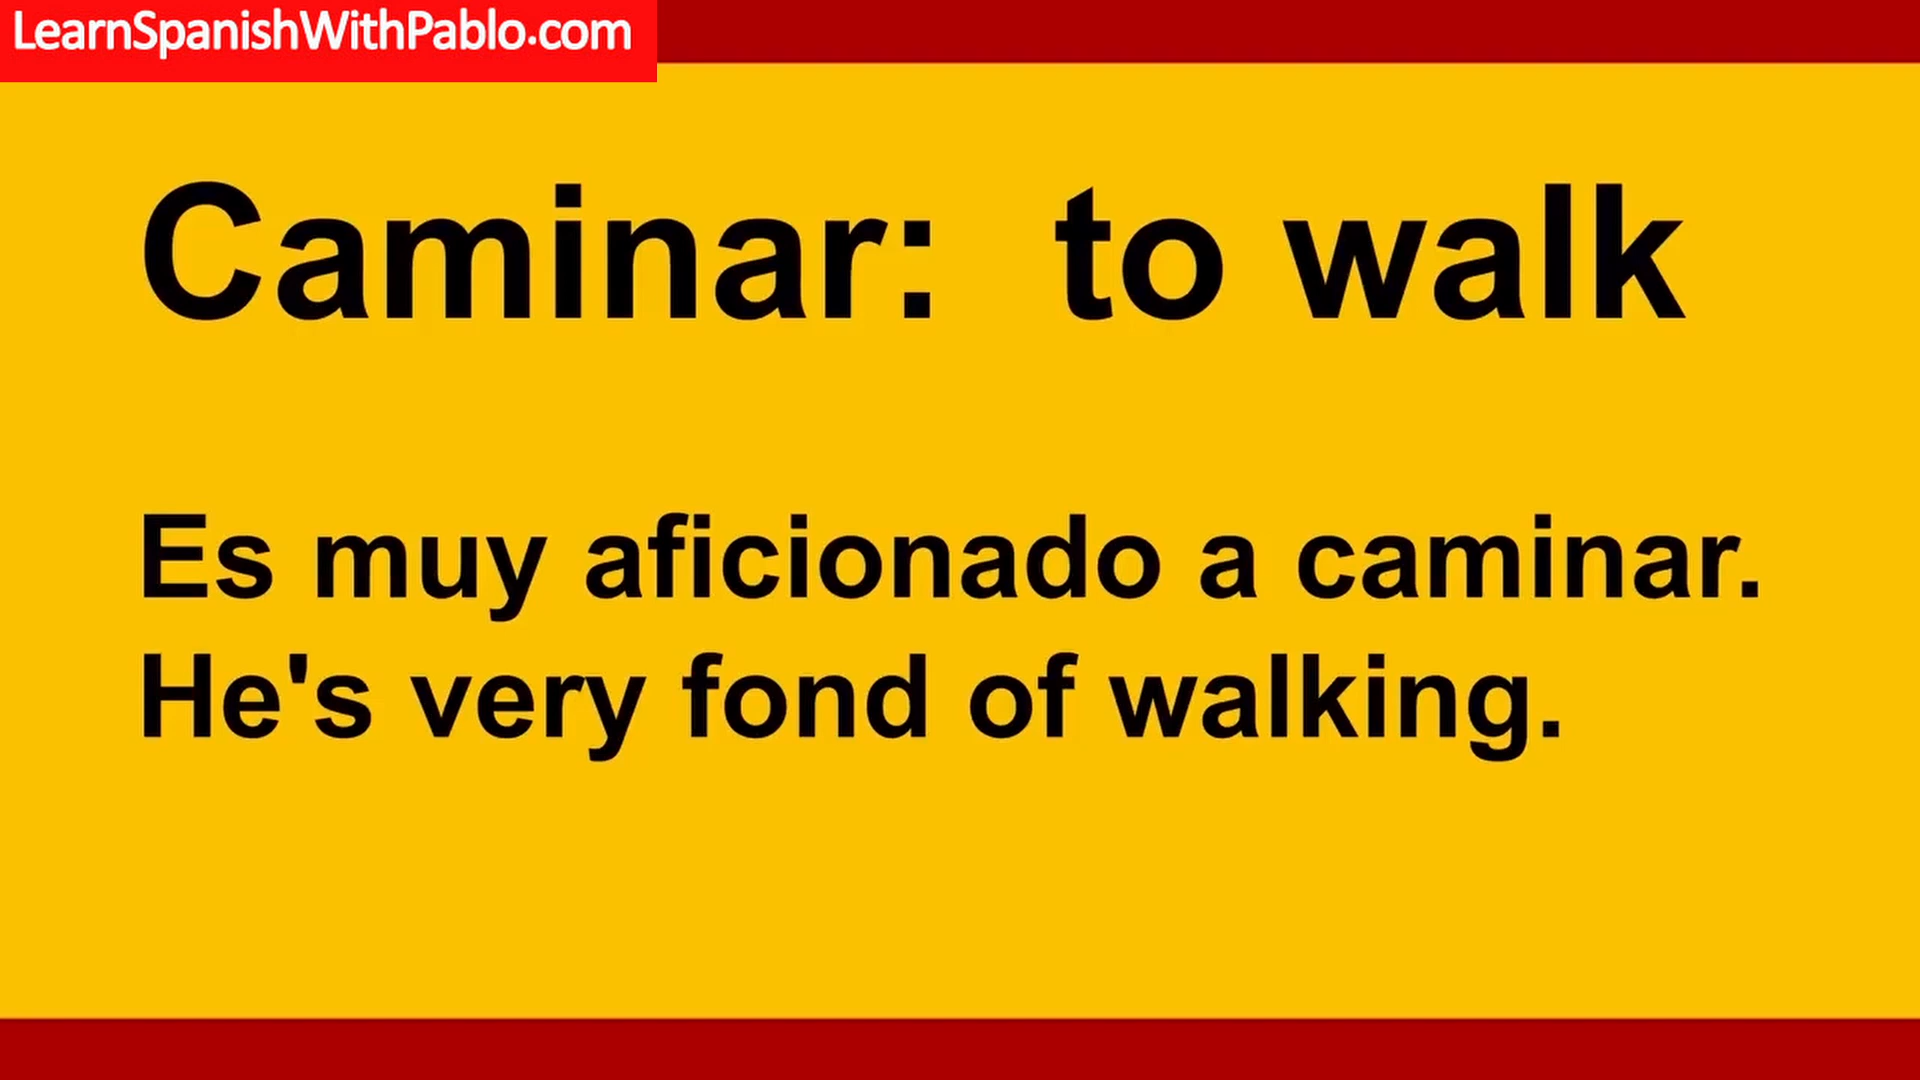 LearnSpanishWithPablo.com
Caminar: to walk
Es muy aficionado a caminar.
He's very fond of walking.